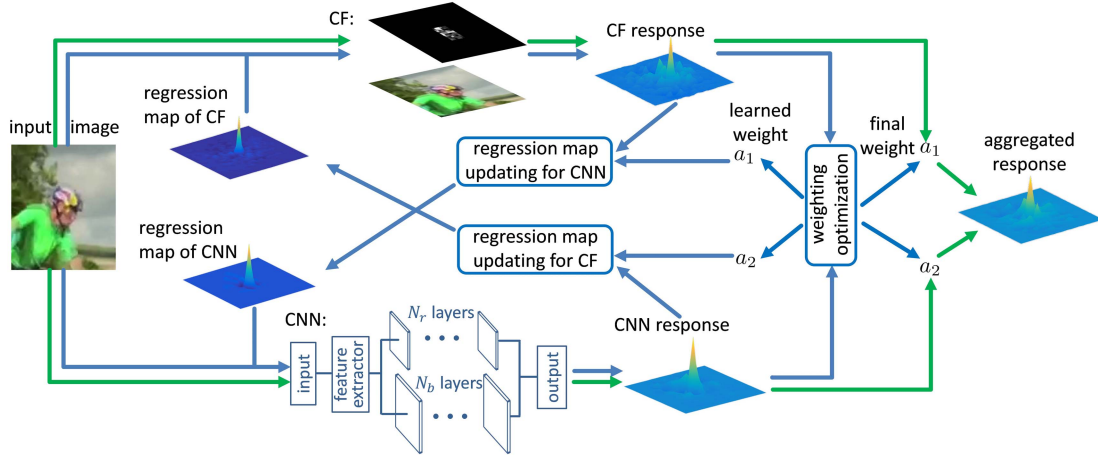 CF:
CF response
regression
map of CF
input image
learned
weight
final
weight
a₁
a₁
aggregated
response
regression map
updating for CNN
weighting
optimization
regression
map of CNN
regression map
updating for CF
a₂
a₂
CNN:
N_r layers
CNN response
input
feature
extractor
N_b layers
output